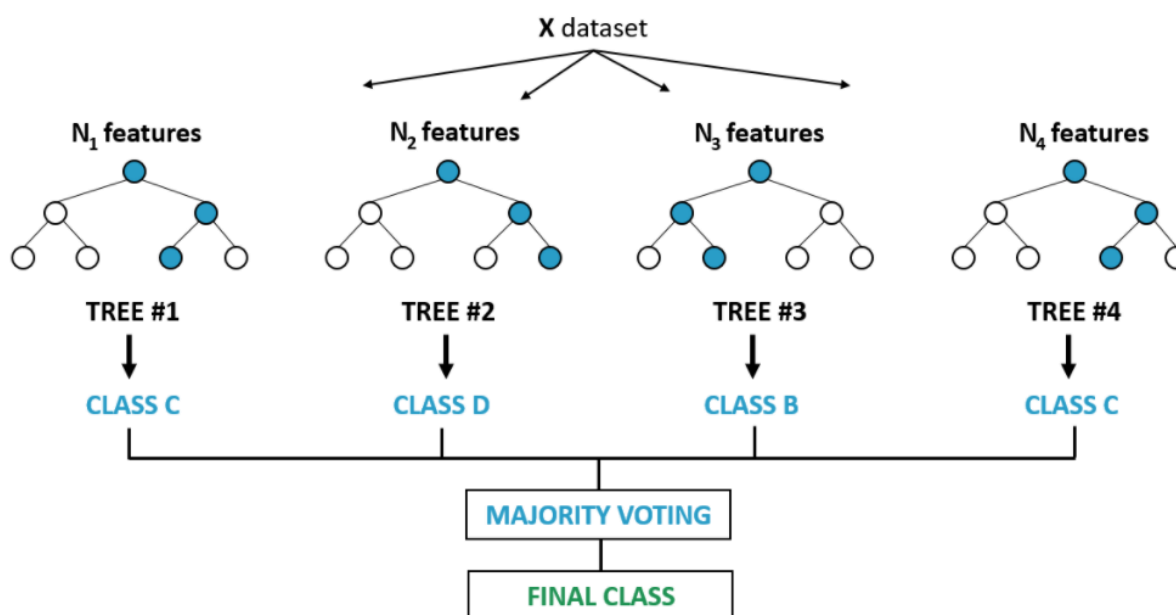 X dataset
N₁ features
N₂ features
N₃ features
N₄ features
TREE #1
TREE #2
TREE #3
TREE #4
CLASS C
CLASS D
CLASS B
CLASS C
MAJORITY VOTING
FINAL CLASS